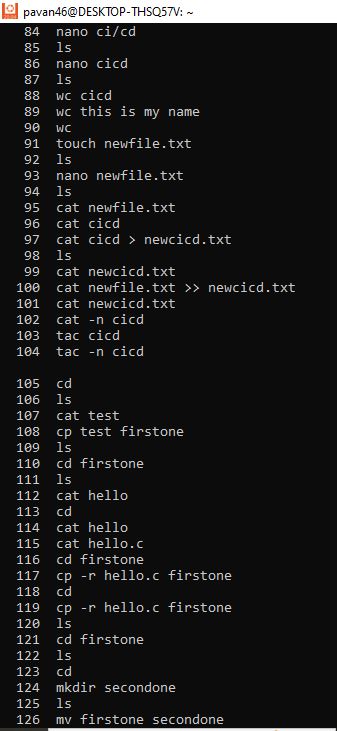 pavan46@DESKTOP-THSQ57V: ~
84 nano ci/cd
85 ls
86 nano cicd
87 ls
88 wc cicd
89 wc this is my name
90 wc
91 touch newfile.txt
92 ls
93 nano newfile.txt
94 ls
95 cat newfile.txt
96 cat cicd
97 cat cicd > newcicd.txt
98 ls
99 cat newcicd.txt
100 cat newfile.txt >> newcicd.txt
101 cat newcicd.txt
102 cat -n cicd
103 tac cicd
104 tac -n cicd
105 cd
106 ls
107 cat test
108 cp test firstone
109 ls
110 cd firstone
111 ls
112 cat hello
113 cd
114 cat hello
115 cat hello.c
116 cd firstone
117 cp -r hello.c firstone
118 cd
119 cp -r hello.c firstone
120 ls
121 cd firstone
122 ls
123 cd
124 mkdir secondone
125 ls
126 mv firstone secondone